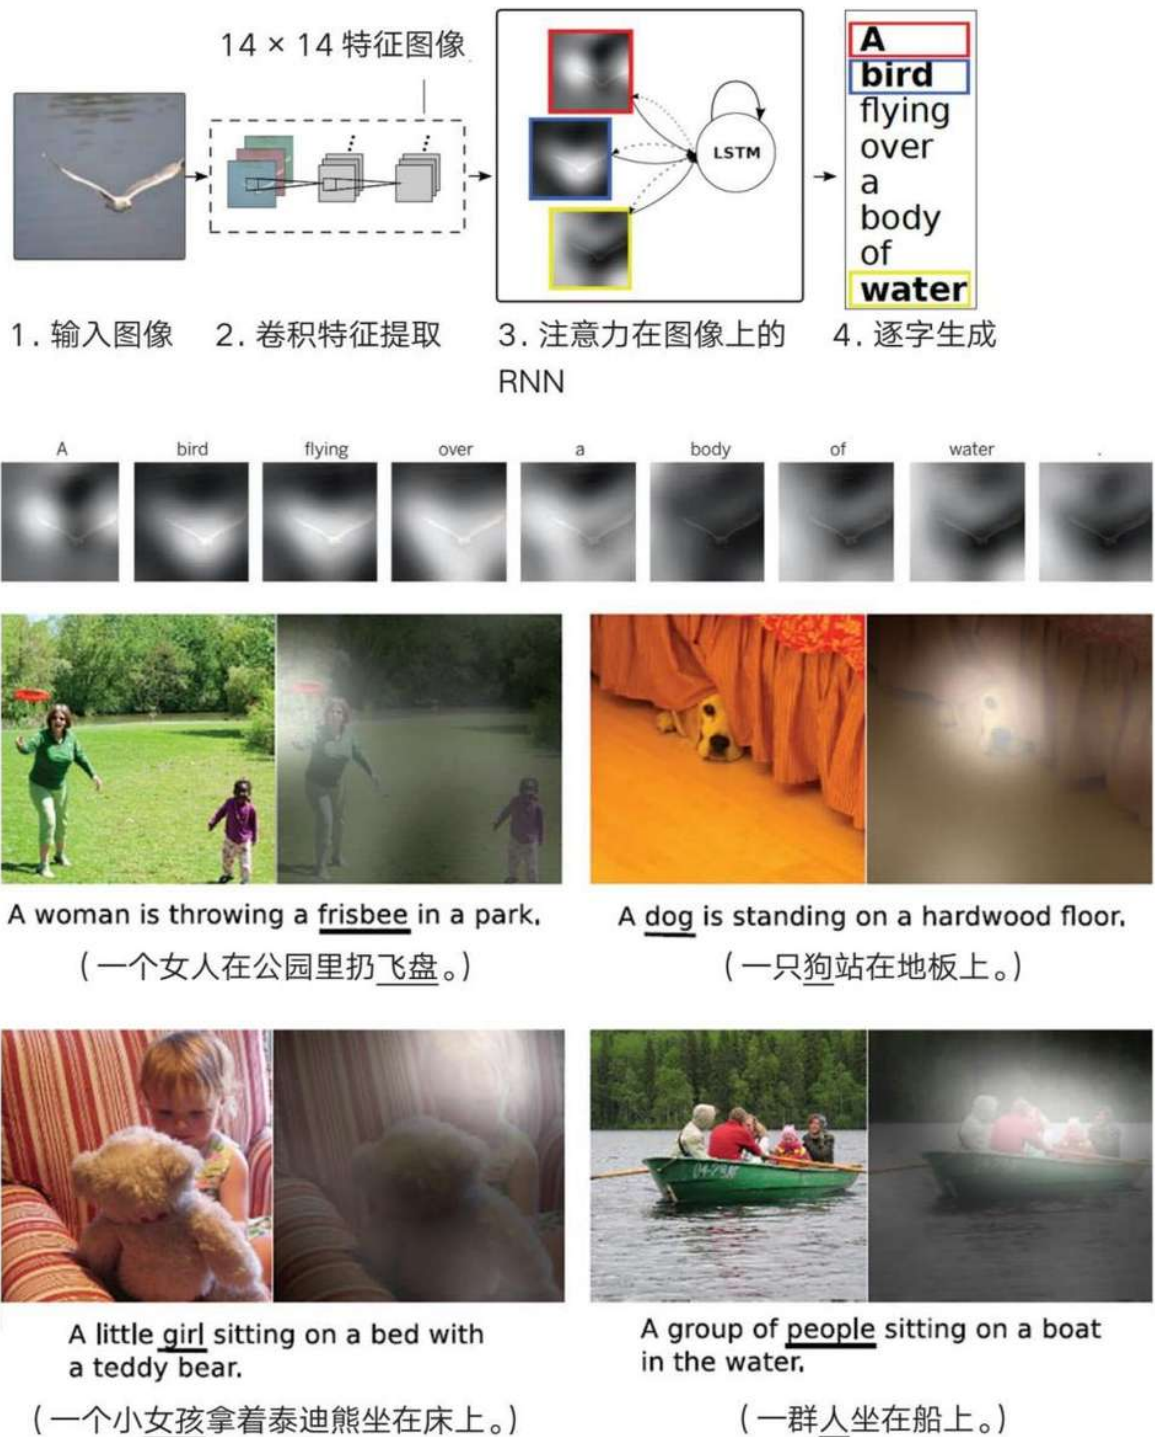 14 × 14 特征图像
LSTM
A
bird
flying
over
a
body
of
water
1. 输入图像
2. 卷积特征提取
3. 注意力在图像上的
RNN
4. 逐字生成
A bird flying over a body of water .
A woman is throwing a frisbee in a park.
(一个女人在公园里扔飞盘。)
A dog is standing on a hardwood floor.
(一只狗站在地板上。)
A little girl sitting on a bed with
a teddy bear.
(一个小女孩拿着泰迪熊坐在床上。)
A group of people sitting on a boat
in the water.
(一群人坐在船上。)